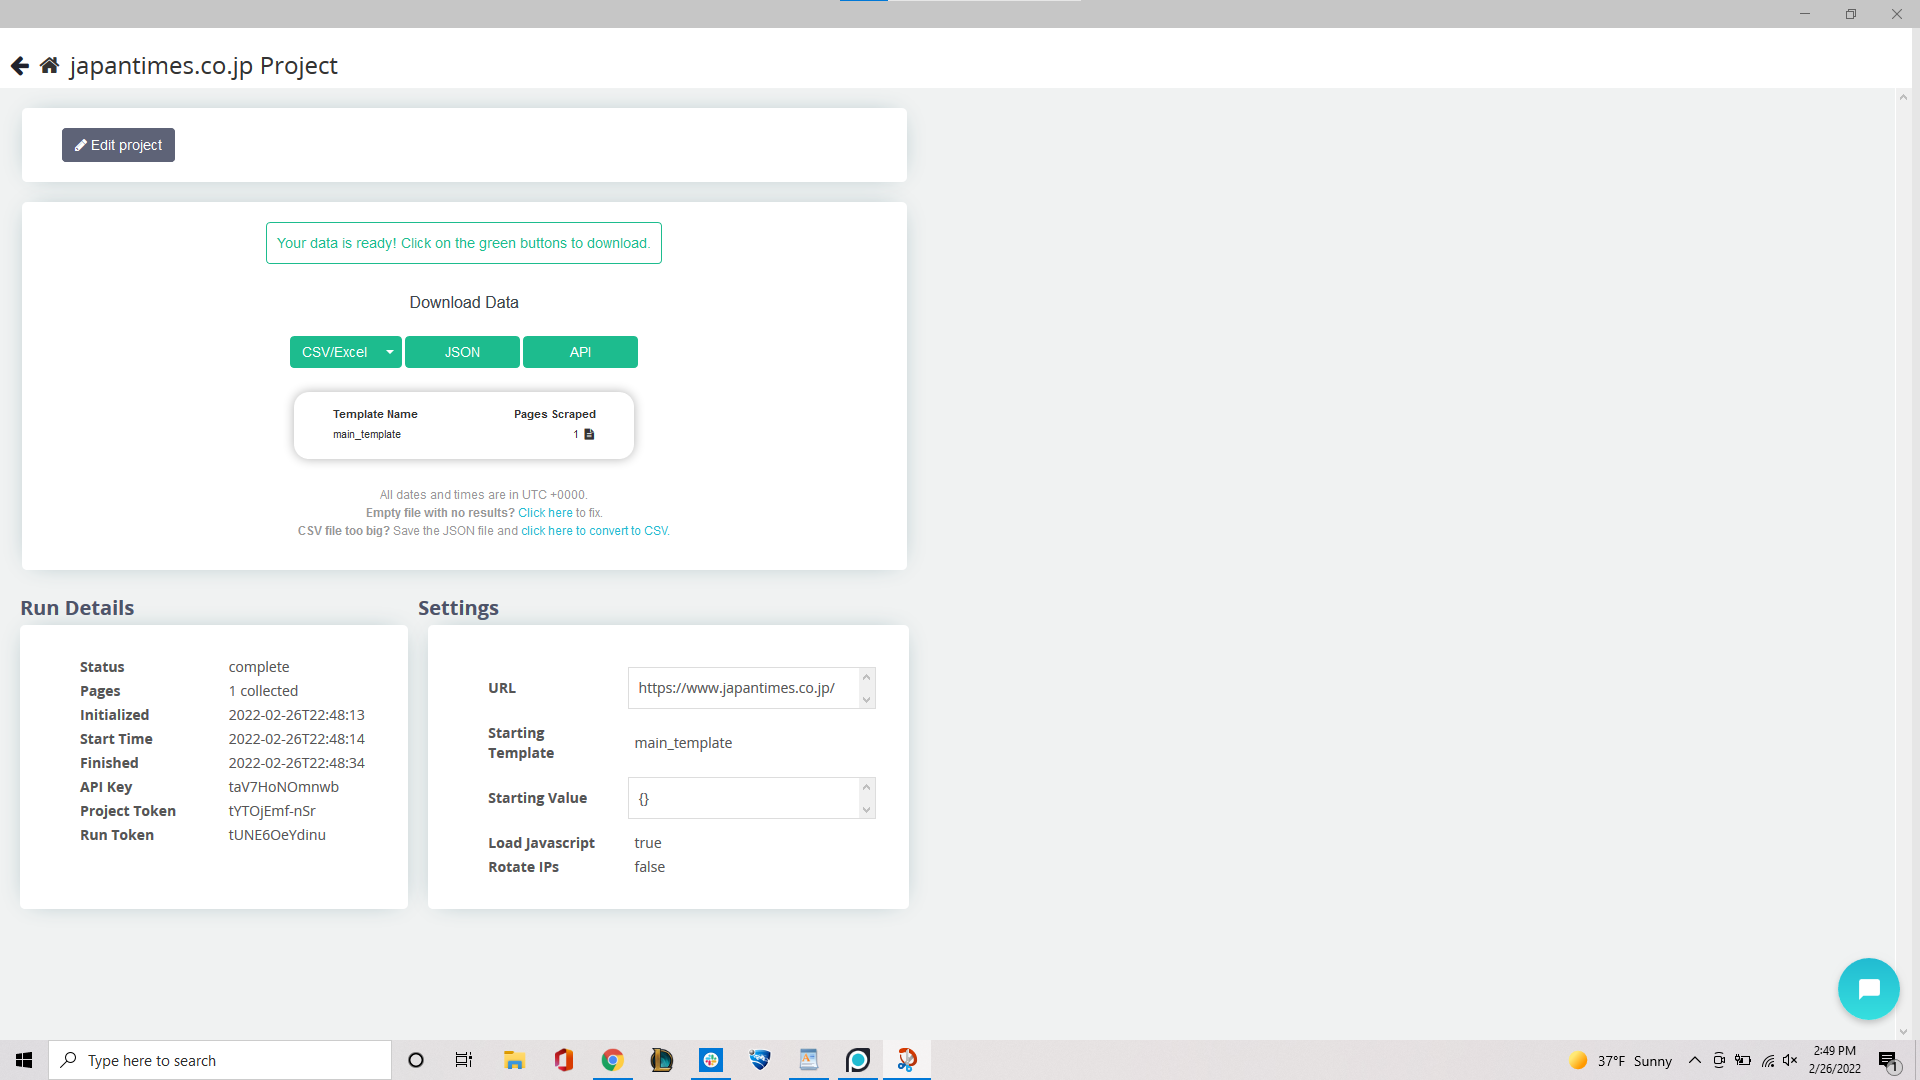 japantimes.co.jp Project
Edit project
Your data is ready! Click on the green buttons to download.
Download Data
CSV/Excel
JSON
API
Template Name Pages Scraped
main_template 1
All dates and times are in UTC +0000.
Empty file with no results? Click here to fix.
CSV file too big? Save the JSON file and click here to convert to CSV.
Run Details
Status complete
Pages 1 collected
Initialized 2022-02-26T22:48:13
Start Time 2022-02-26T22:48:14
Finished 2022-02-26T22:48:34
API Key taV7HoNOmnwb
Project Token tYTOjEmf-nSr
Run Token tUNE6OeYdinu
Settings
URL https://www.japantimes.co.jp/
Starting
Template
main_template
Starting Value {}
Load Javascript true
Rotate IPs false
Type here to search
37°F Sunny
2:49 PM
2/26/2022
1